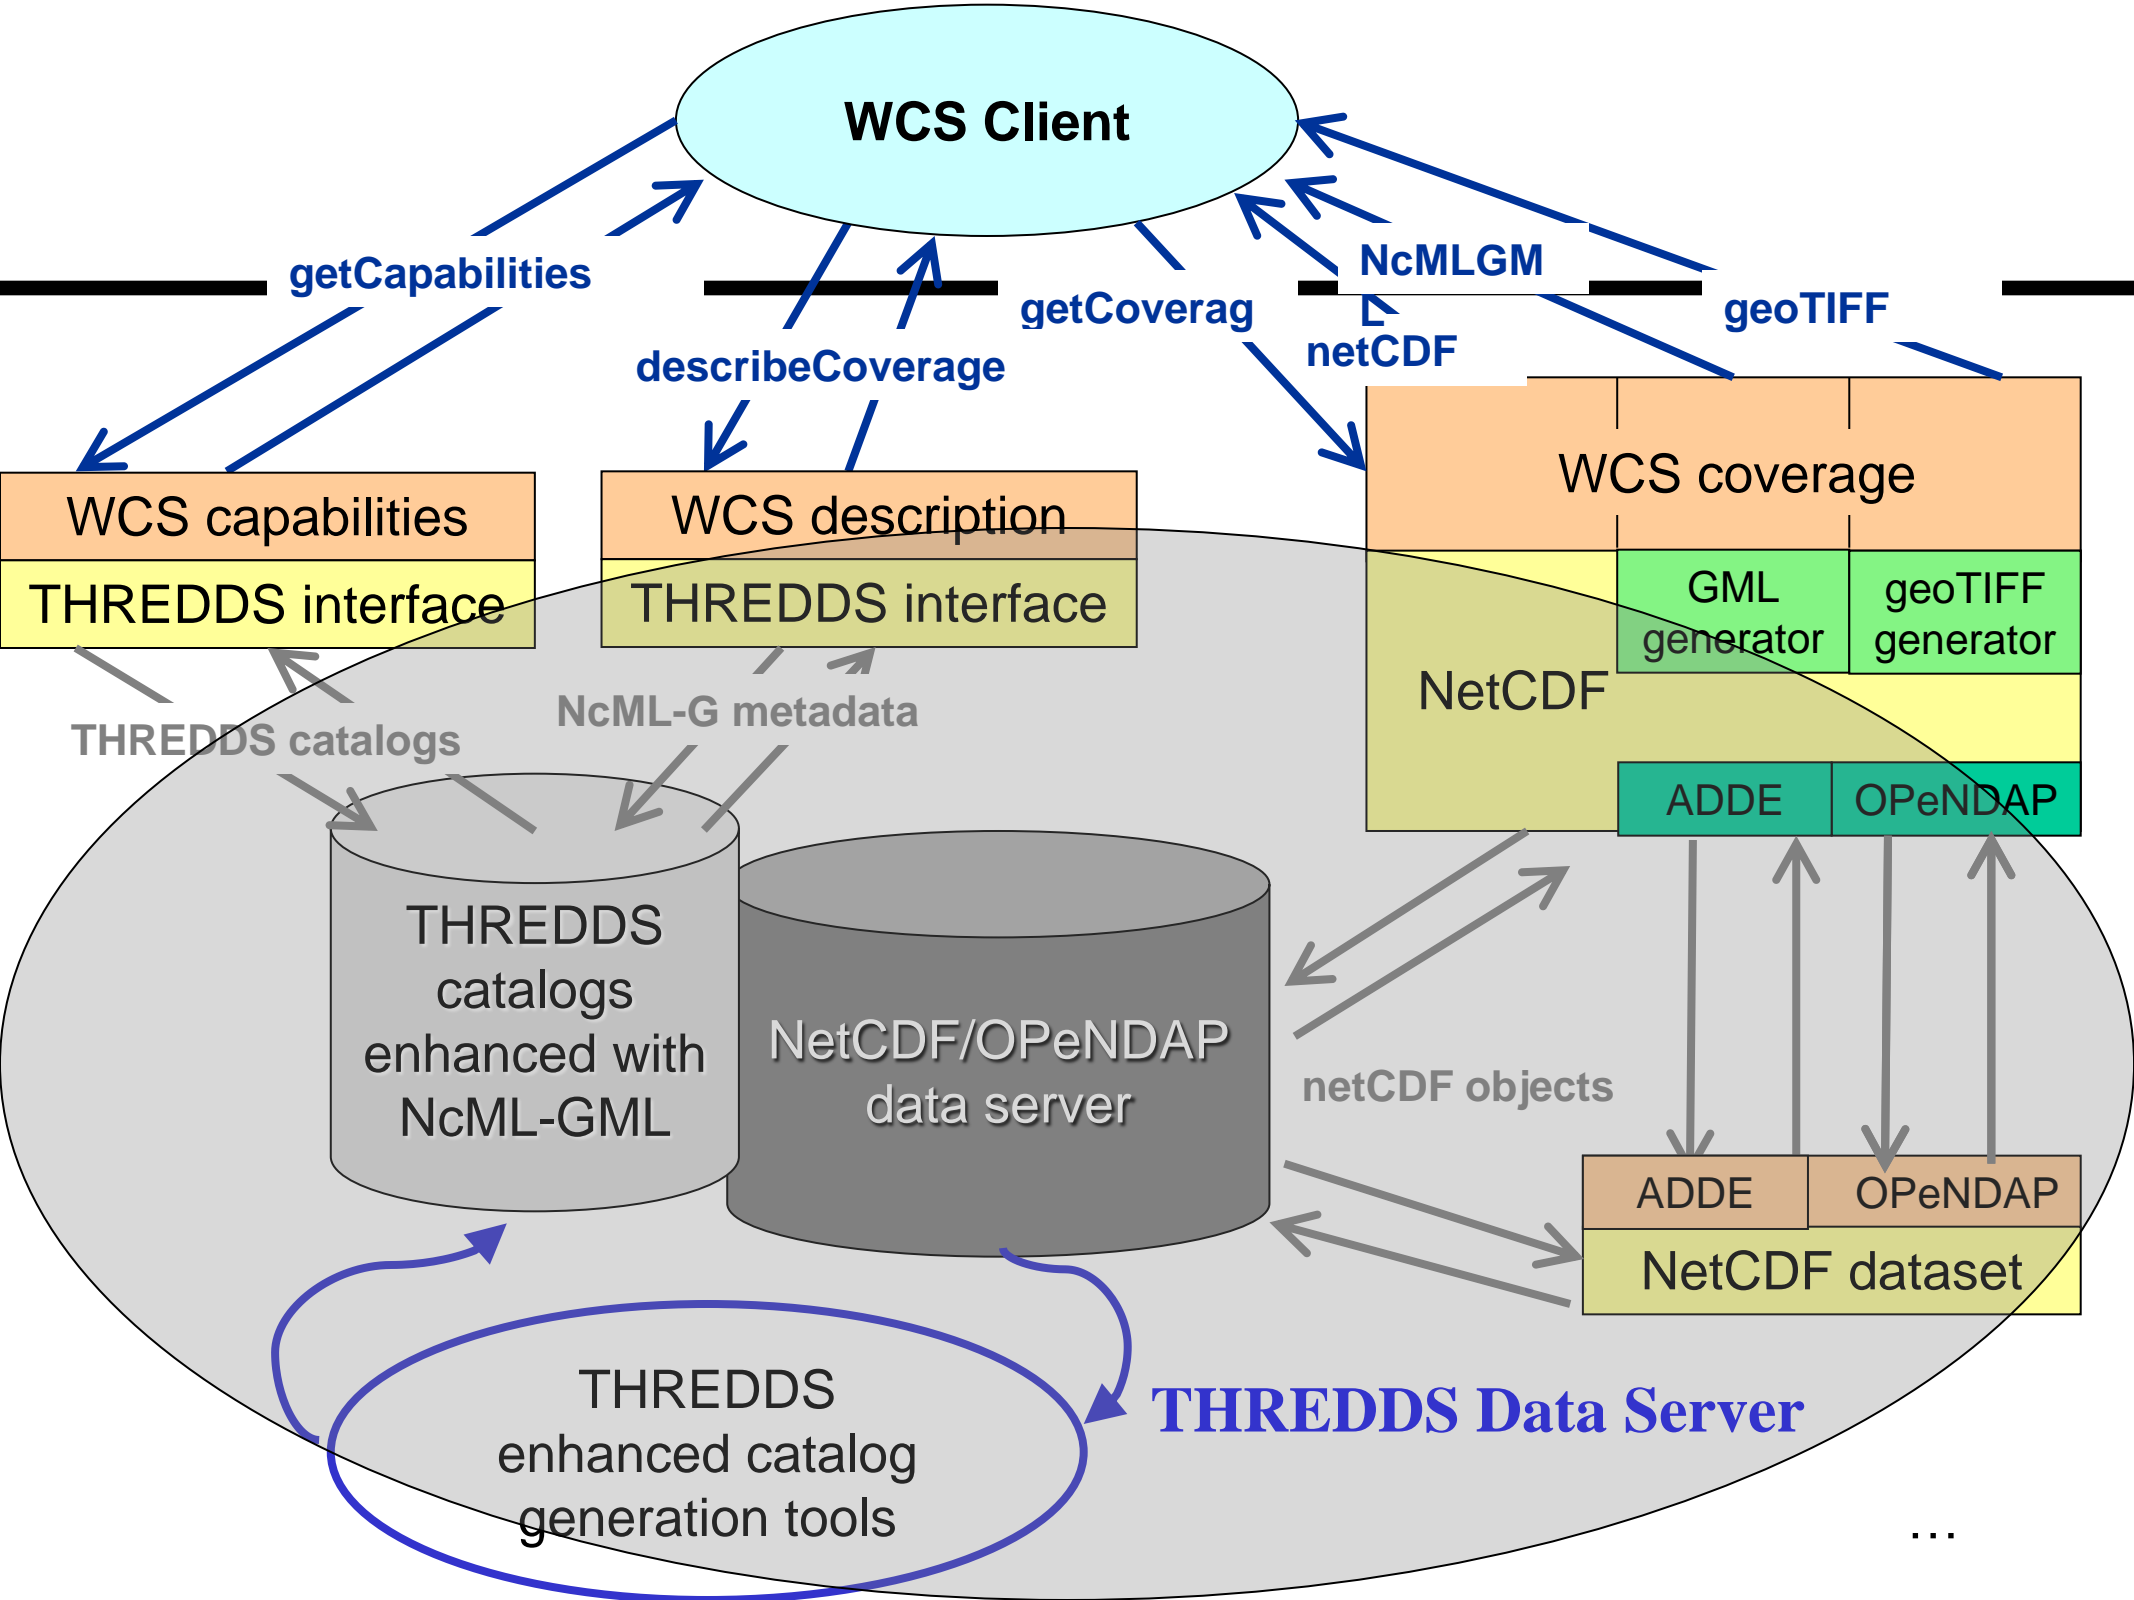 WCS Client
getCapabilities
NcMLGM
L
getCoverag
geoTIFF
netCDF
describeCoverage
WCS coverage
WCS capabilities
WCS description
THREDDS interface
THREDDS interface
GML
generator
geoTIFF
generator
NetCDF
NcML-G metadata
THREDDS catalogs
ADDE
OPeNDAP
THREDDS
catalogs
enhanced with
NcML-GML
NetCDF/OPeNDAP
data server
netCDF objects
ADDE
OPeNDAP
NetCDF dataset
THREDDS
enhanced catalog
generation tools
THREDDS Data Server
…